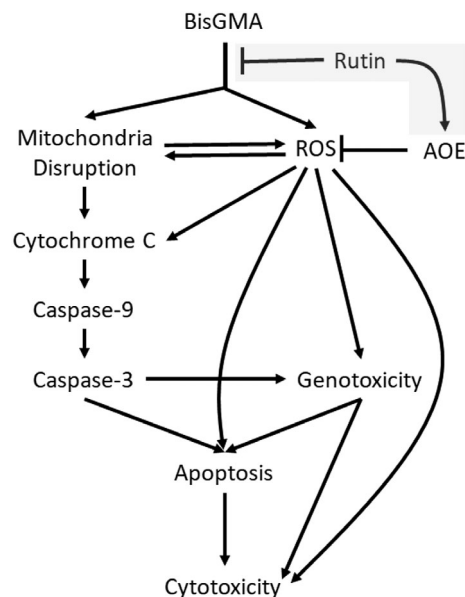 BisGMA
Rutin
Mitochondria
Disruption
ROS
AOE
Cytochrome C
Caspase-9
Caspase-3
Genotoxicity
Apoptosis
Cytotoxicity